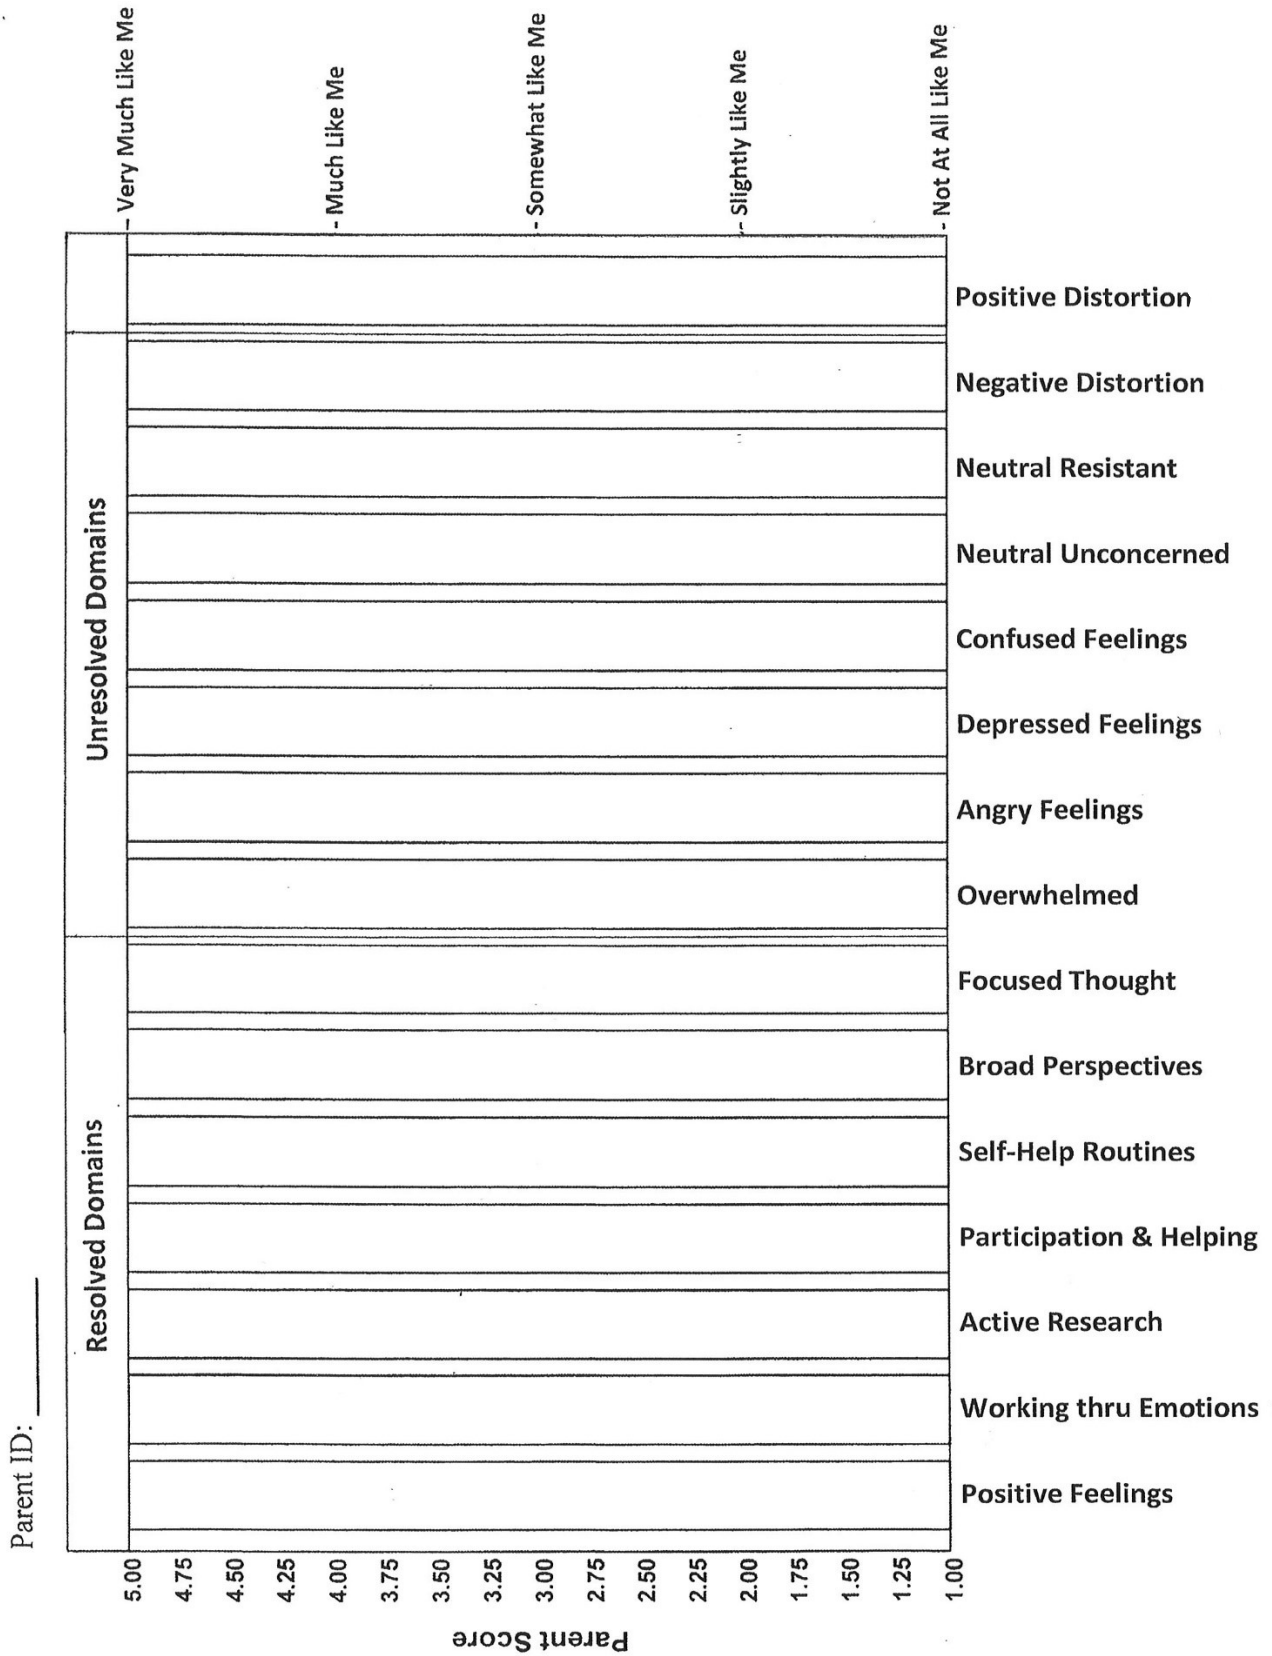 Parent ID: ________
Resolved Domains
Unresolved Domains
Parent Score
5.00
4.75
4.50
4.25
4.00
3.75
3.50
3.25
3.00
2.75
2.50
2.25
2.00
1.75
1.50
1.25
1.00
- Very Much Like Me
- Much Like Me
- Somewhat Like Me
- Slightly Like Me
- Not At All Like Me
Positive Feelings
Working thru Emotions
Active Research
Participation & Helping
Self-Help Routines
Broad Perspectives
Focused Thought
Overwhelmed
Angry Feelings
Depressed Feelings
Confused Feelings
Neutral Unconcerned
Neutral Resistant
Negative Distortion
Positive Distortion